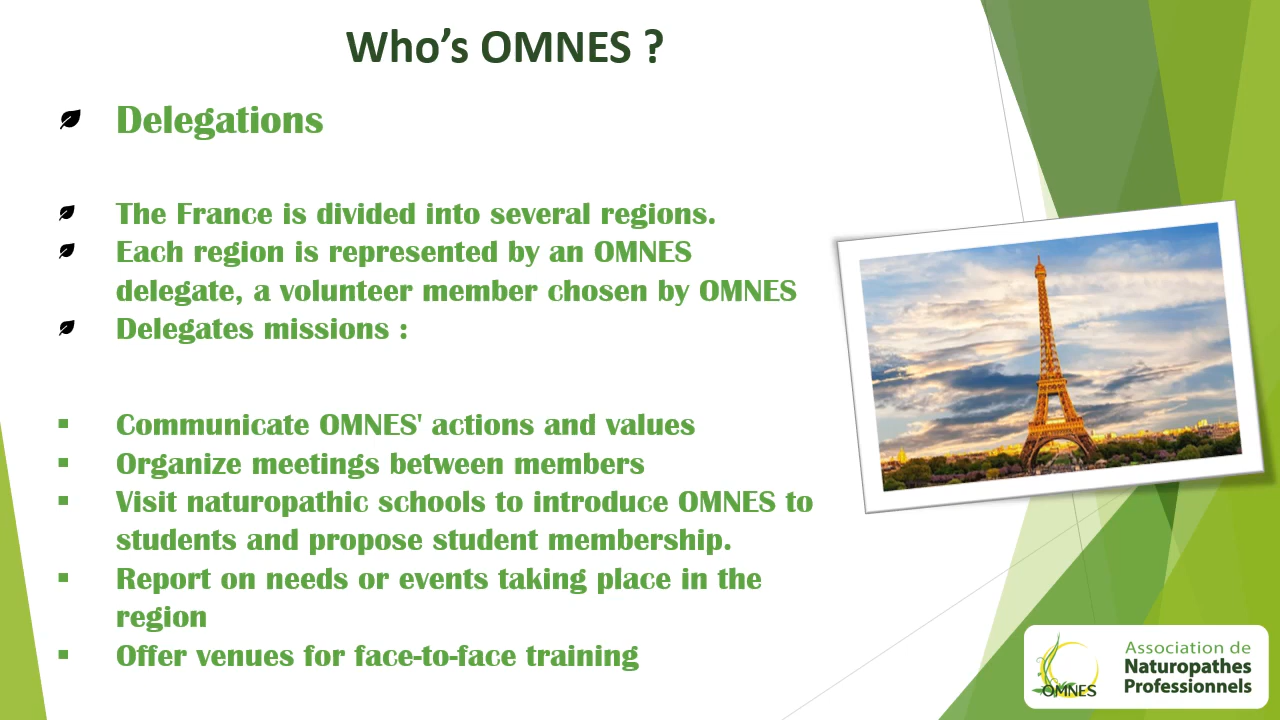 Who’s OMNES ?
Delegations
The France is divided into several regions.
Each region is represented by an OMNES
delegate, a volunteer member chosen by OMNES
Delegates missions :
Communicate OMNES' actions and values
Organize meetings between members
Visit naturopathic schools to introduce OMNES to
students and propose student membership.
Report on needs or events taking place in the
region
Offer venues for face-to-face training
OMNES
Association de
Naturopathes
Professionnels